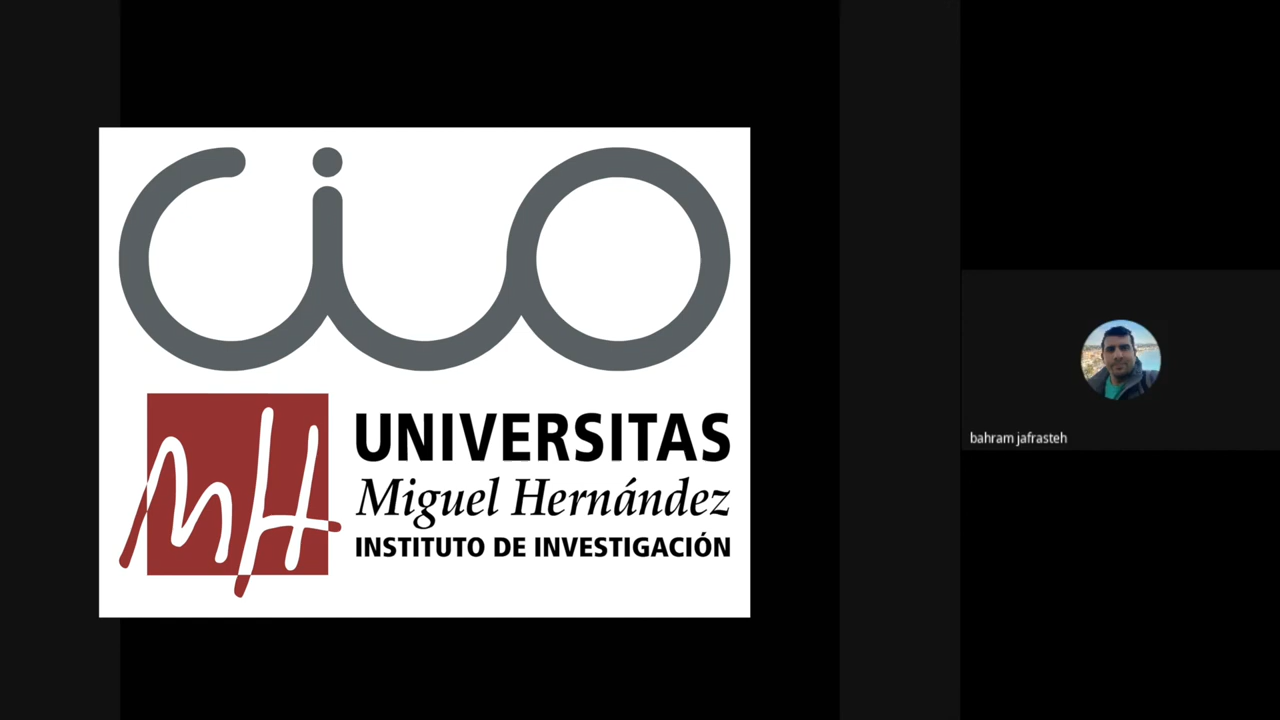 cio
MH
UNIVERSITAS
Miguel Hernández
INSTITUTO DE INVESTIGACIÓN
bahram jafrasteh